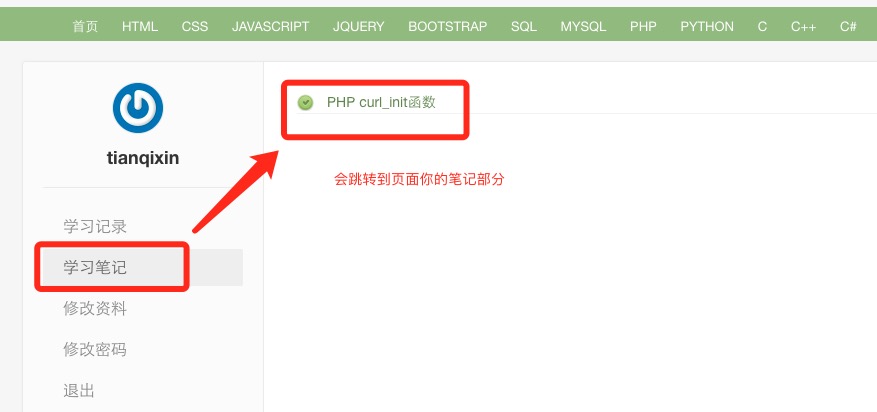 首页 HTML CSS JAVASCRIPT JQUERY BOOTSTRAP SQL MYSQL PHP PYTHON C C++ C#
tianqixin
学习记录
学习笔记
修改资料
修改密码
退出
PHP curl_init函数
会跳转到页面你的笔记部分